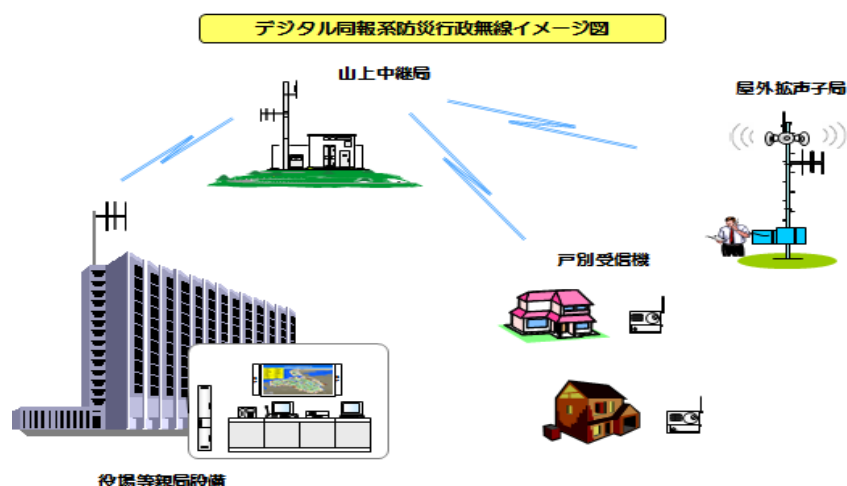 デジタル同報系防災行政無線イメージ図
山上中継局
屋外拡声子局
戸別受信機
役場等親局設備